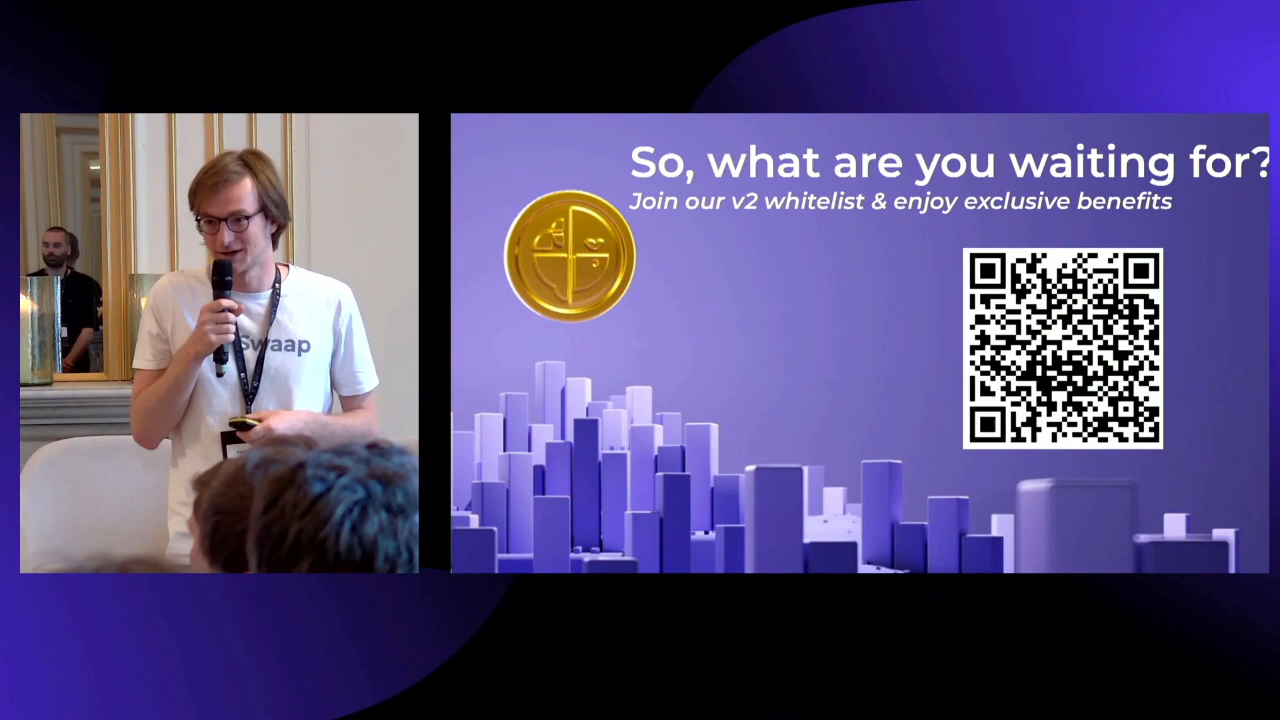 Swaap
So, what are you waiting for?
Join our v2 whitelist & enjoy exclusive benefits